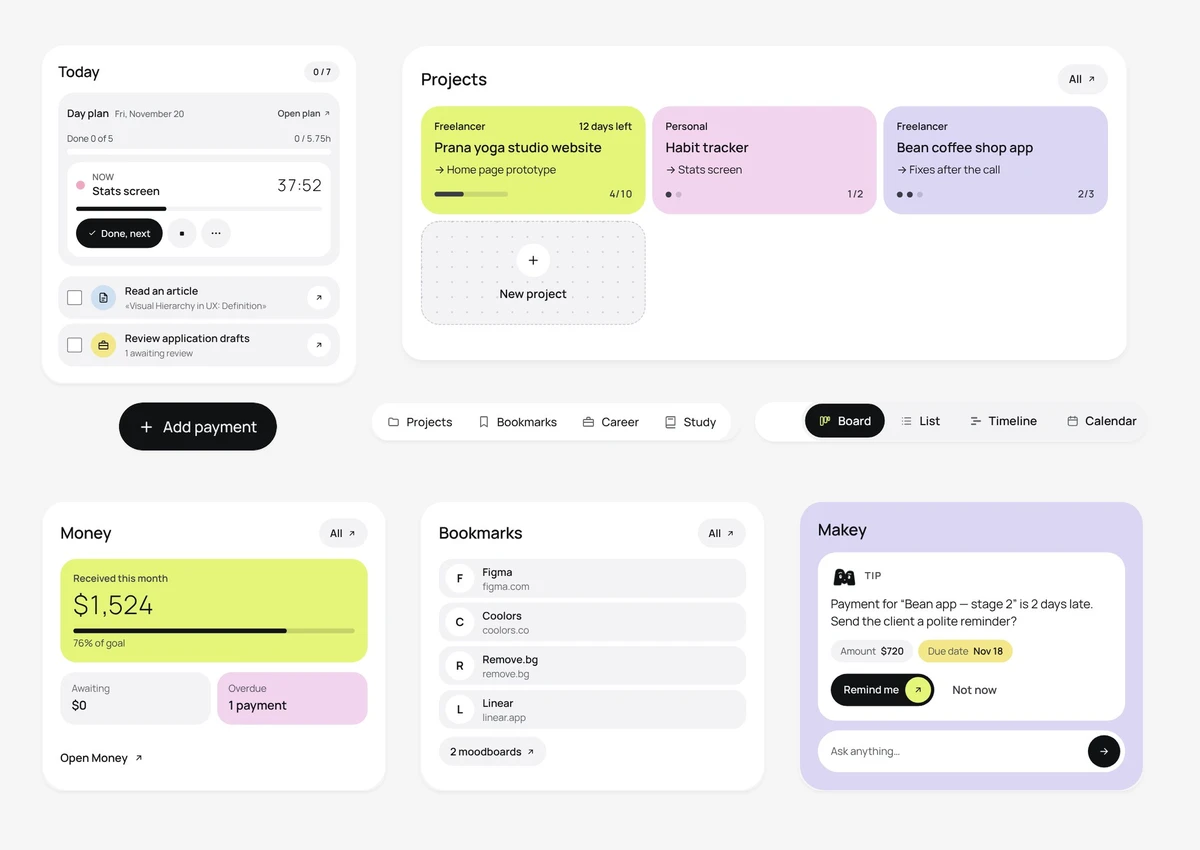 Today
0 / 7
Day plan Fri, November 20
Open plan ↗
Done 0 of 5
0 / 5.75h
NOW
Stats screen
37:52
Done, next
Read an article
«Visual Hierarchy in UX: Definition»
Review application drafts
1 awaiting review
Projects
All ↗
Freelancer
12 days left
Prana yoga studio website
→ Home page prototype
4/10
Personal
Habit tracker
→ Stats screen
1/2
Freelancer
Bean coffee shop app
→ Fixes after the call
2/3
+
New project
+ Add payment
Projects
Bookmarks
Career
Study
Board
List
Timeline
Calendar
Money
All ↗
Received this month
$1,524
76% of goal
Awaiting
$0
Overdue
1 payment
Open Money ↗
Bookmarks
All ↗
F
Figma
figma.com
C
Coolors
coolors.co
R
Remove.bg
remove.bg
L
Linear
linear.app
2 moodboards ↗
Makey
TIP
Payment for “Bean app — stage 2” is 2 days late.
Send the client a polite reminder?
Amount $720
Due date Nov 18
Remind me ↗
Not now
Ask anything...